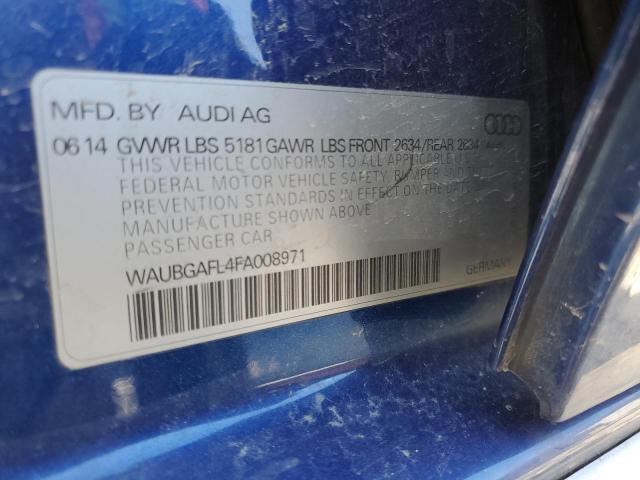 MFD. BY AUDI AG
06 14 GVWR LBS 5181 GAWR LBS FRONT 2634/REAR 2634
THIS VEHICLE CONFORMS TO ALL APPLICABLE U.S.
FEDERAL MOTOR VEHICLE SAFETY, BUMPER AND THEFT
PREVENTION STANDARDS IN EFFECT ON THE DATE OF
MANUFACTURE SHOWN ABOVE
PASSENGER CAR
WAUBGAFL4FA008971
GERMANY